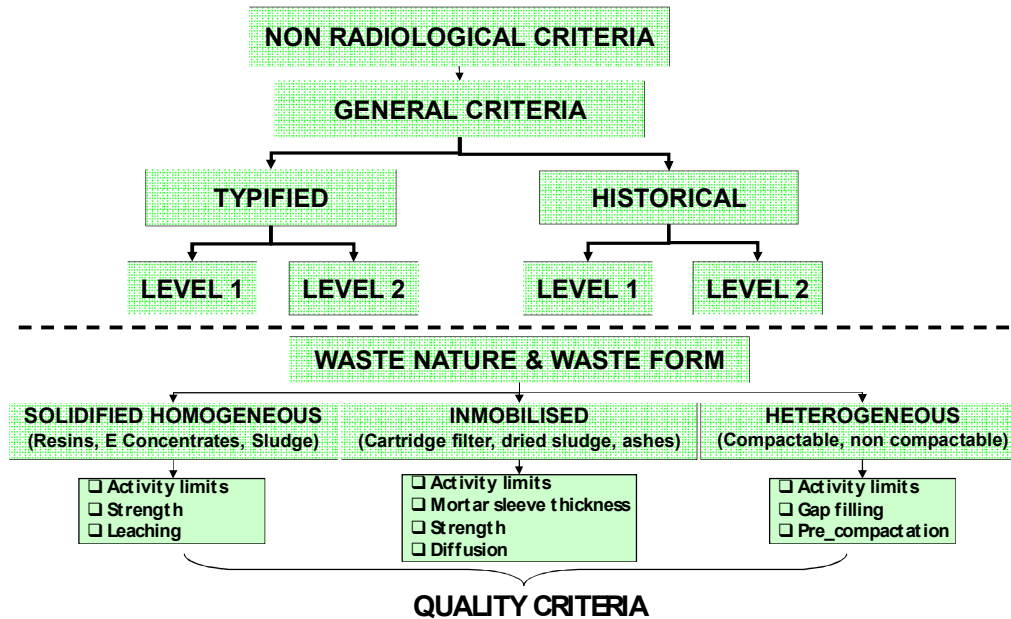 NON RADIOLOGICAL CRITERIA
GENERAL CRITERIA
TYPIFIED
HISTORICAL
LEVEL 1
LEVEL 2
LEVEL 1
LEVEL 2
WASTE NATURE & WASTE FORM
SOLIDIFIED HOMOGENEOUS
(Resins, E Concentrates, Sludge)
INMOBILISED
(Cartridge filter, dried sludge, ashes)
HETEROGENEOUS
(Compactable, non compactable)
❑ Activity limits
❑ Strength
❑ Leaching
❑ Activity limits
❑ Mortar sleeve thickness
❑ Strength
❑ Diffusion
❑ Activity limits
❑ Gap filling
❑ Pre_compactation
QUALITY CRITERIA